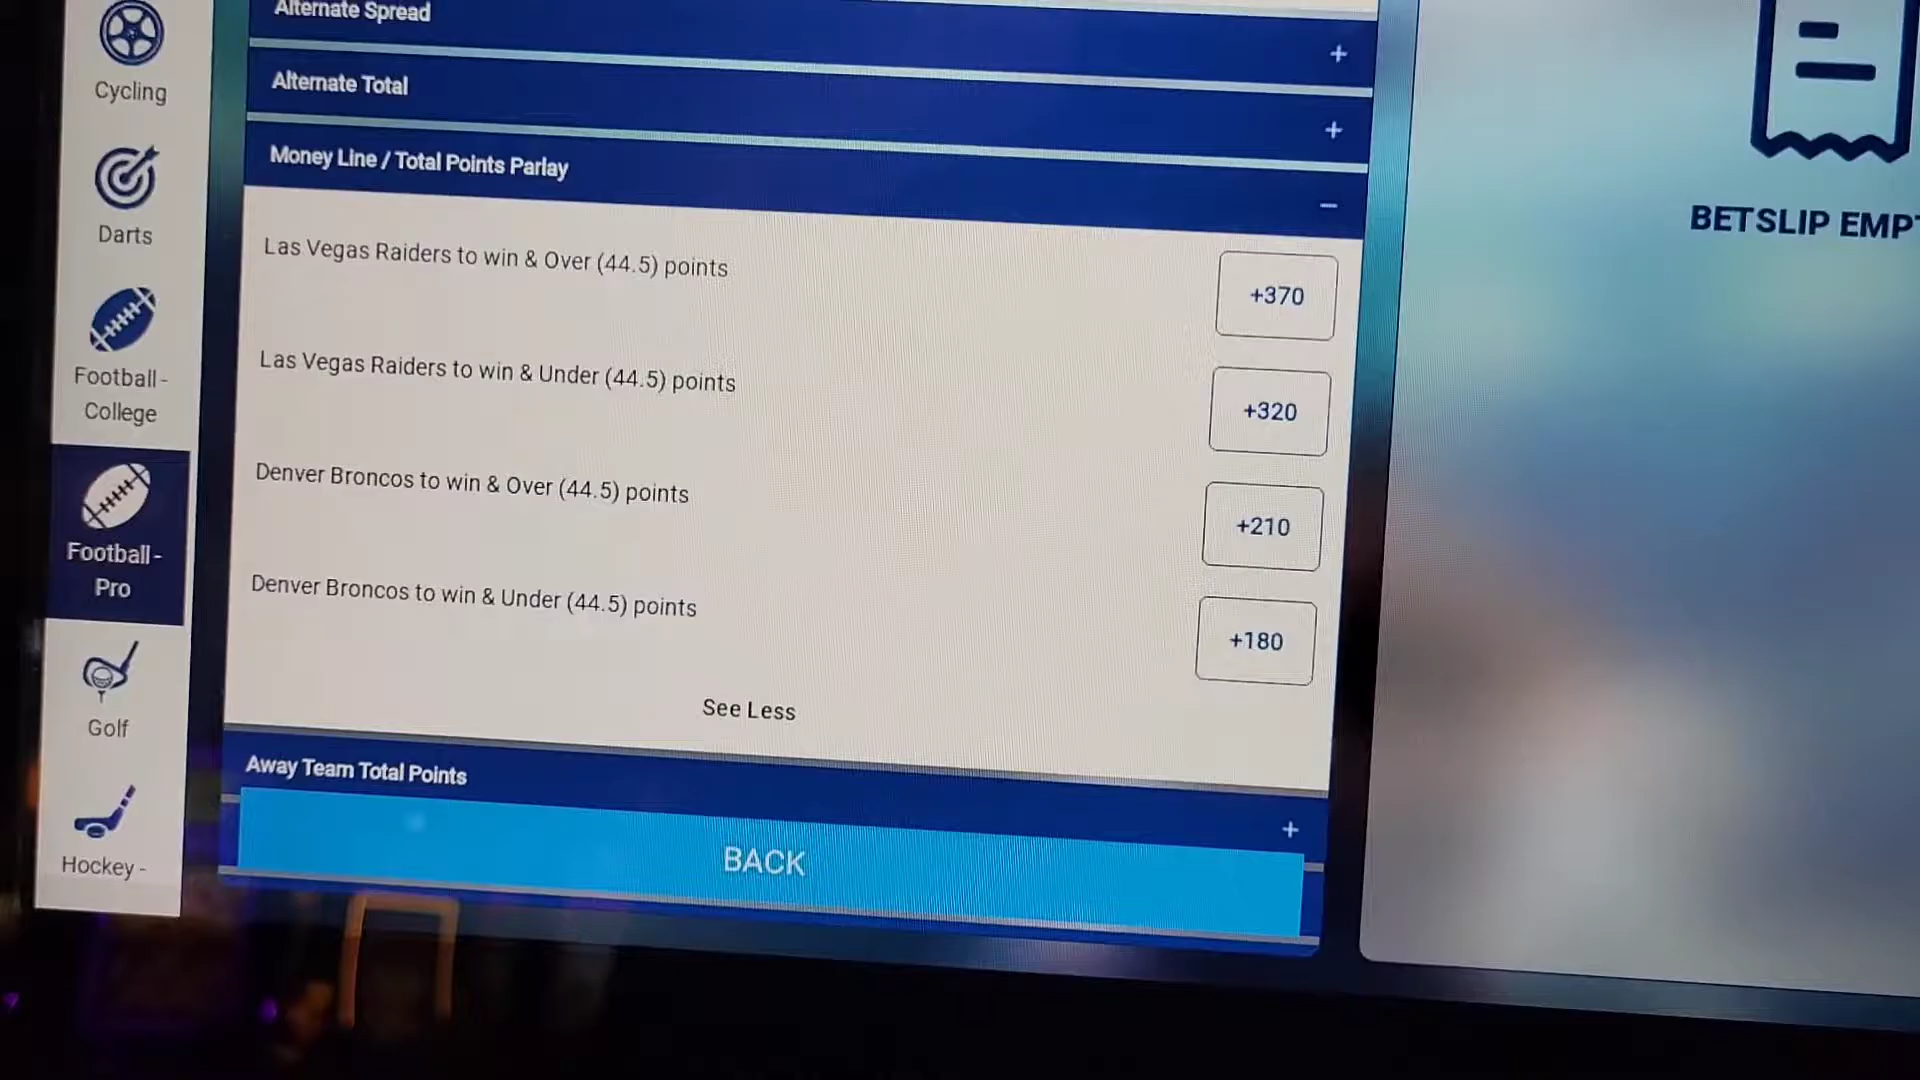 Cycling
Darts
Football -
College
Football -
Pro
Golf
Hockey -
Alternate Spread
+
Alternate Total
+
Money Line / Total Points Parlay
−
Las Vegas Raiders to win & Over (44.5) points
+370
Las Vegas Raiders to win & Under (44.5) points
+320
Denver Broncos to win & Over (44.5) points
+210
Denver Broncos to win & Under (44.5) points
+180
See Less
Away Team Total Points
+
BACK
BETSLIP EMPT